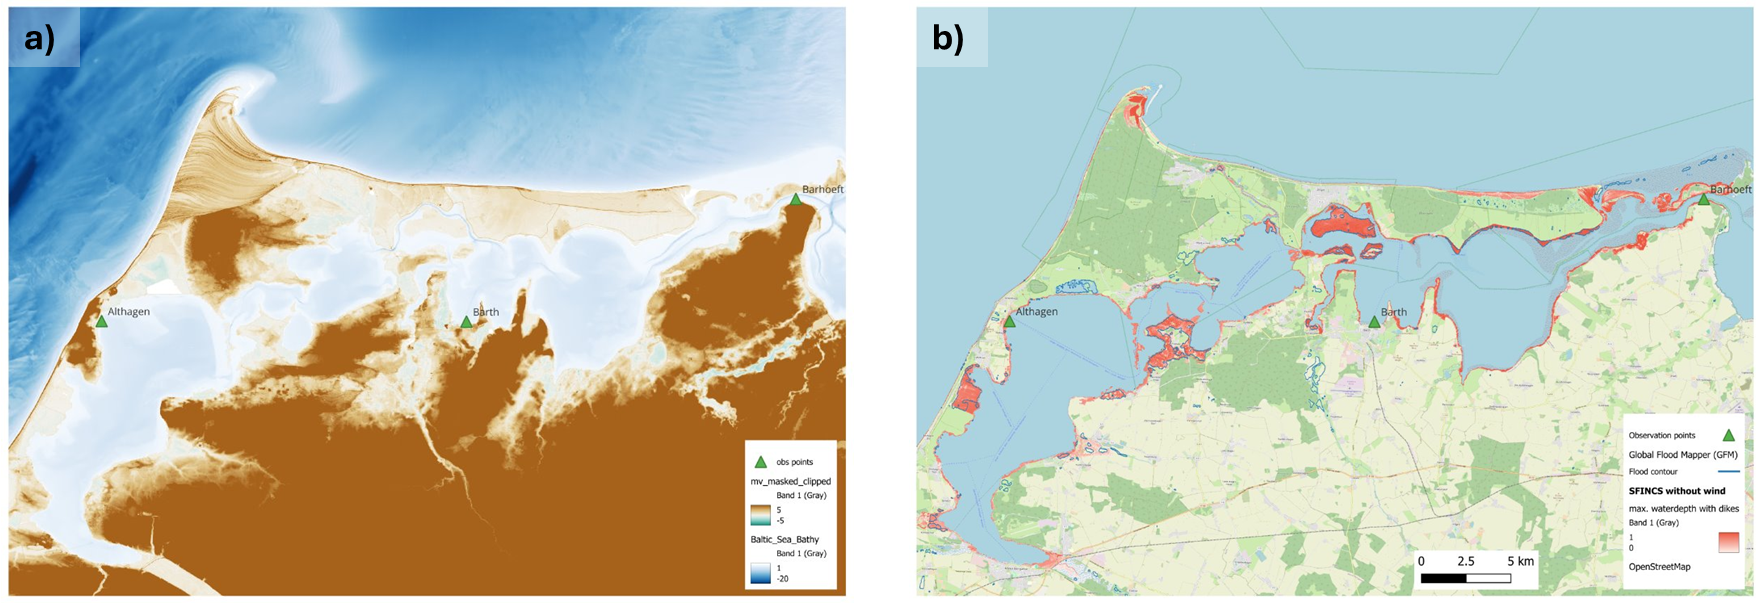 a)
Barhoeft
Althagen
Barth
obs points
mv_masked_clipped
Band 1 (Gray)
5
-5
Baltic_Sea_Bathy
Band 1 (Gray)
1
-20
b)
Barhoeft
Althagen
Barth
Observation points
Global Flood Mapper (GFM)
Flood contour
SFINCS without wind
max. waterdepth with dikes
Band 1 (Gray)
1
0
OpenStreetMap
0 2.5 5 km